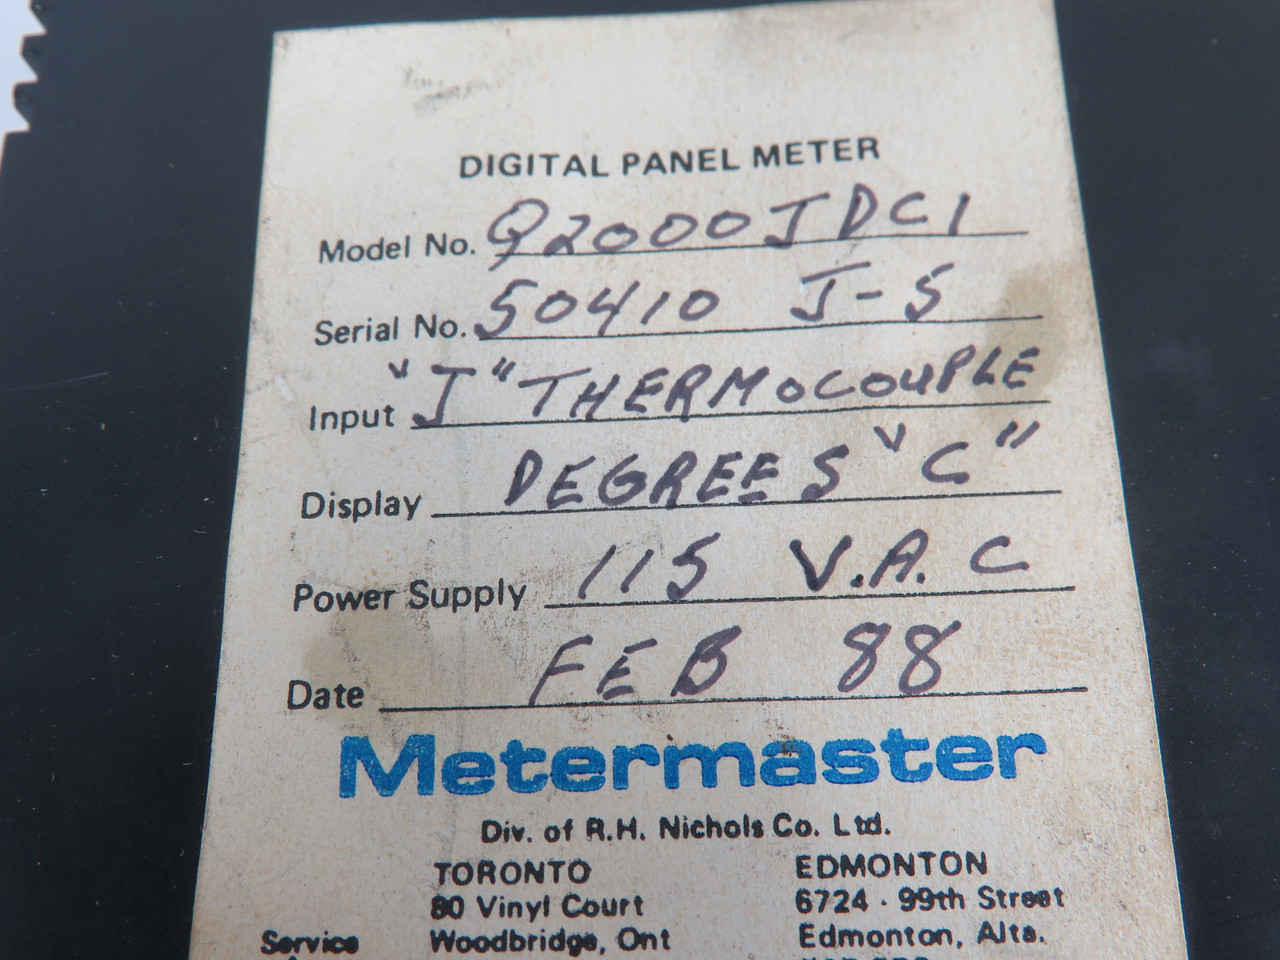 DIGITAL PANEL METER
Model No. Q2000JDC1
Serial No. 50410 J-5
Input "J" THERMOCOUPLE
Display DEGREES "C"
Power Supply 115 V.A.C
Date FEB 88
Metermaster
Div. of R.H. Nichols Co. Ltd.
TORONTO EDMONTON
80 Vinyl Court 6724 - 99th Street
Service Woodbridge, Ont Edmonton, Alta.